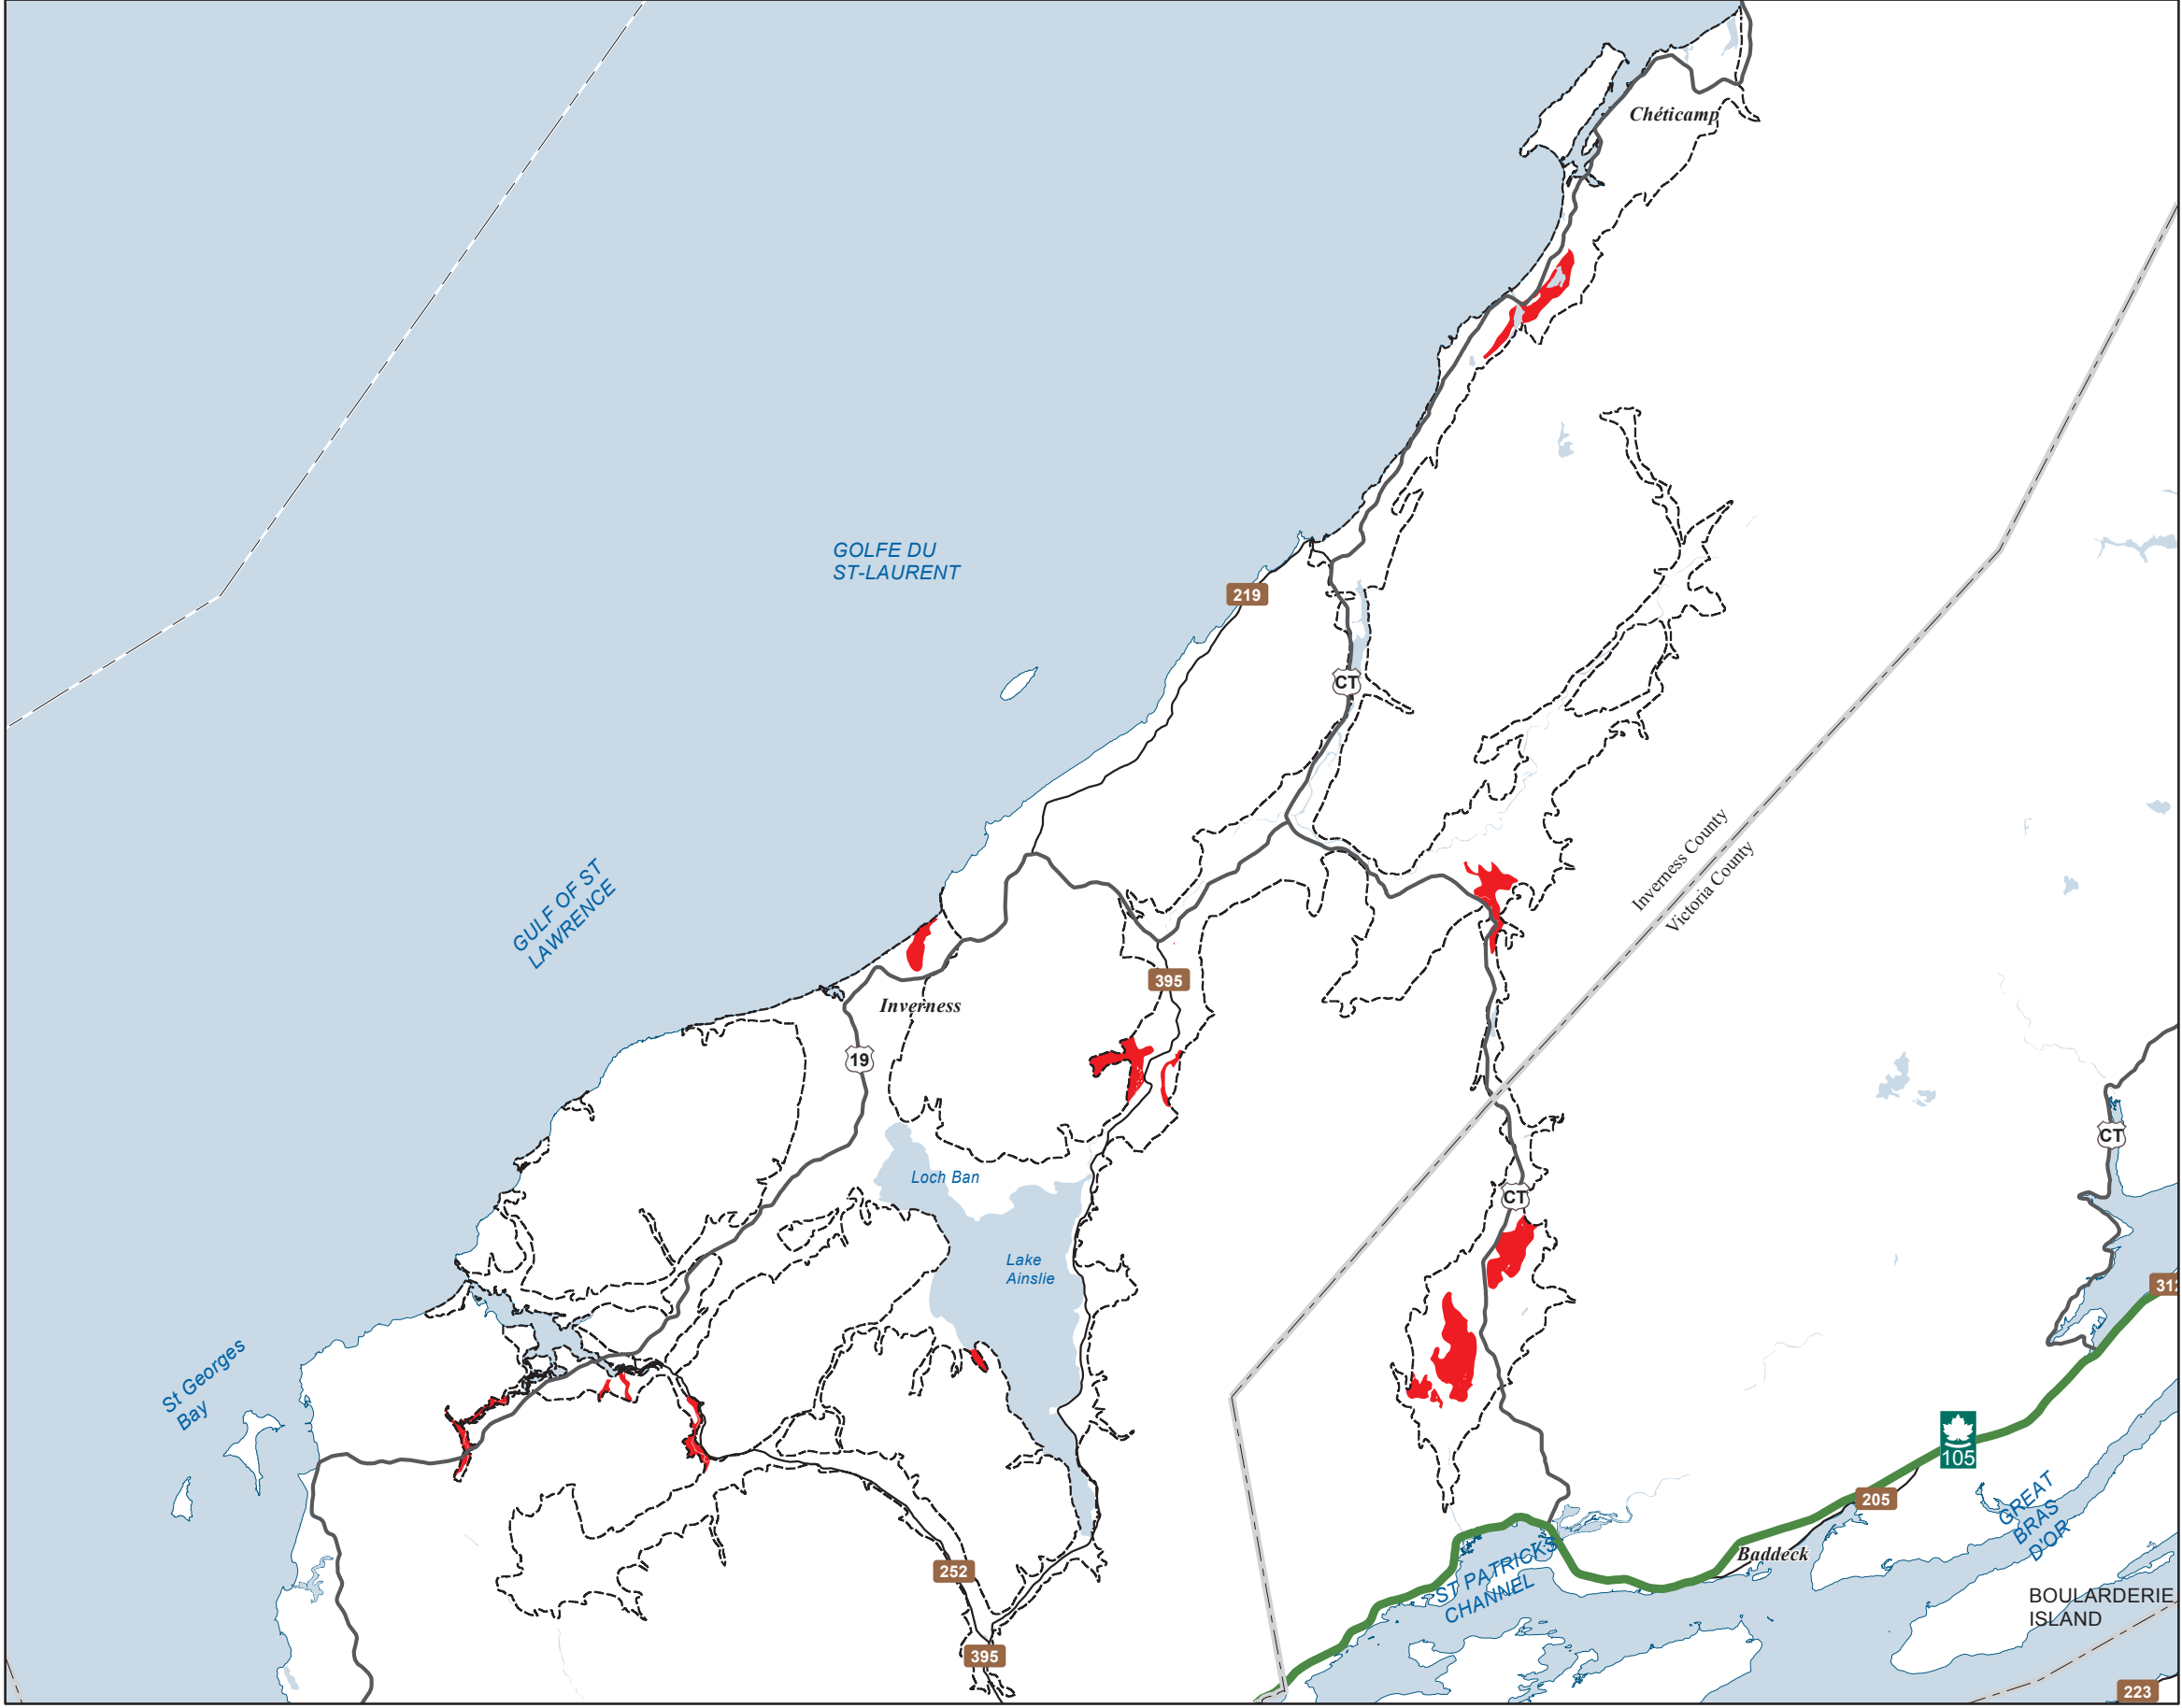 Chéticamp
GOLFE DU
ST-LAURENT
219
CT
Inverness County
Victoria County
GULF OF ST
LAWRENCE
395
Inverness
19
CT
Loch Ban
CT
Lake
Ainslie
312
St Georges
Bay
105
205
GREAT
BRAS
D'OR
Baddeck
252
ST PATRICKS
CHANNEL
BOULARDERIE
ISLAND
395
223